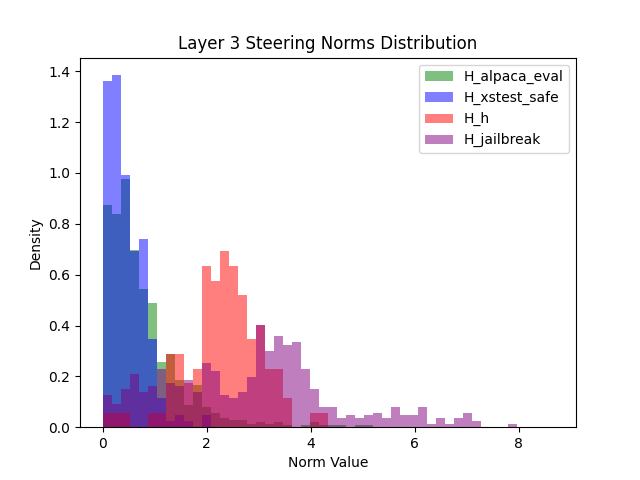 Layer 3 Steering Norms Distribution
H_alpaca_eval
H_xstest_safe
H_h
H_jailbreak
Density
1.4
1.2
1.0
0.8
0.6
0.4
0.2
0.0
0
2
4
6
8
Norm Value